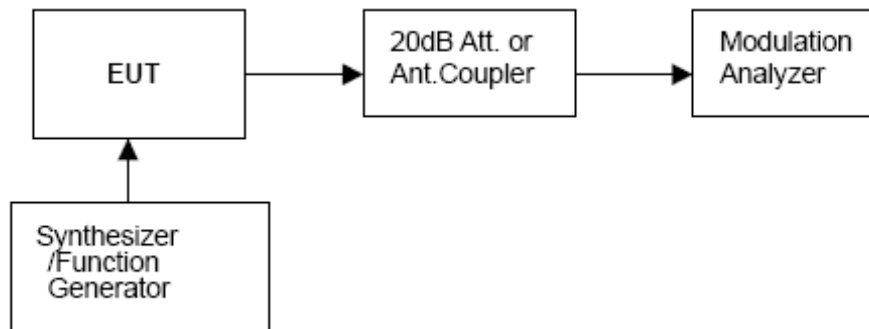 EUT
20dB Att. or
Ant.Coupler
Modulation
Analyzer
Synthesizer
/Function
Generator